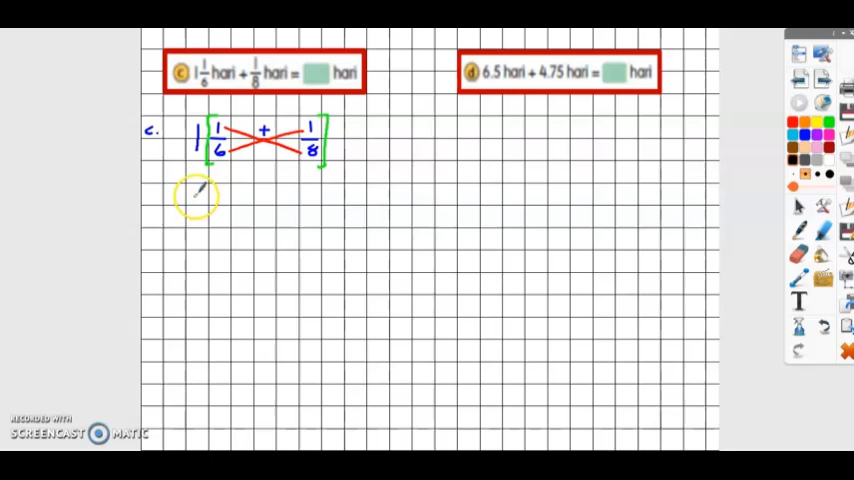 c 1 1/6 hari + 1/8 hari = hari
d 6.5 hari + 4.75 hari = hari
c. 1 [ 1/6 + 1/8 ]
T
RECORDED WITH
SCREENCAST MATIC